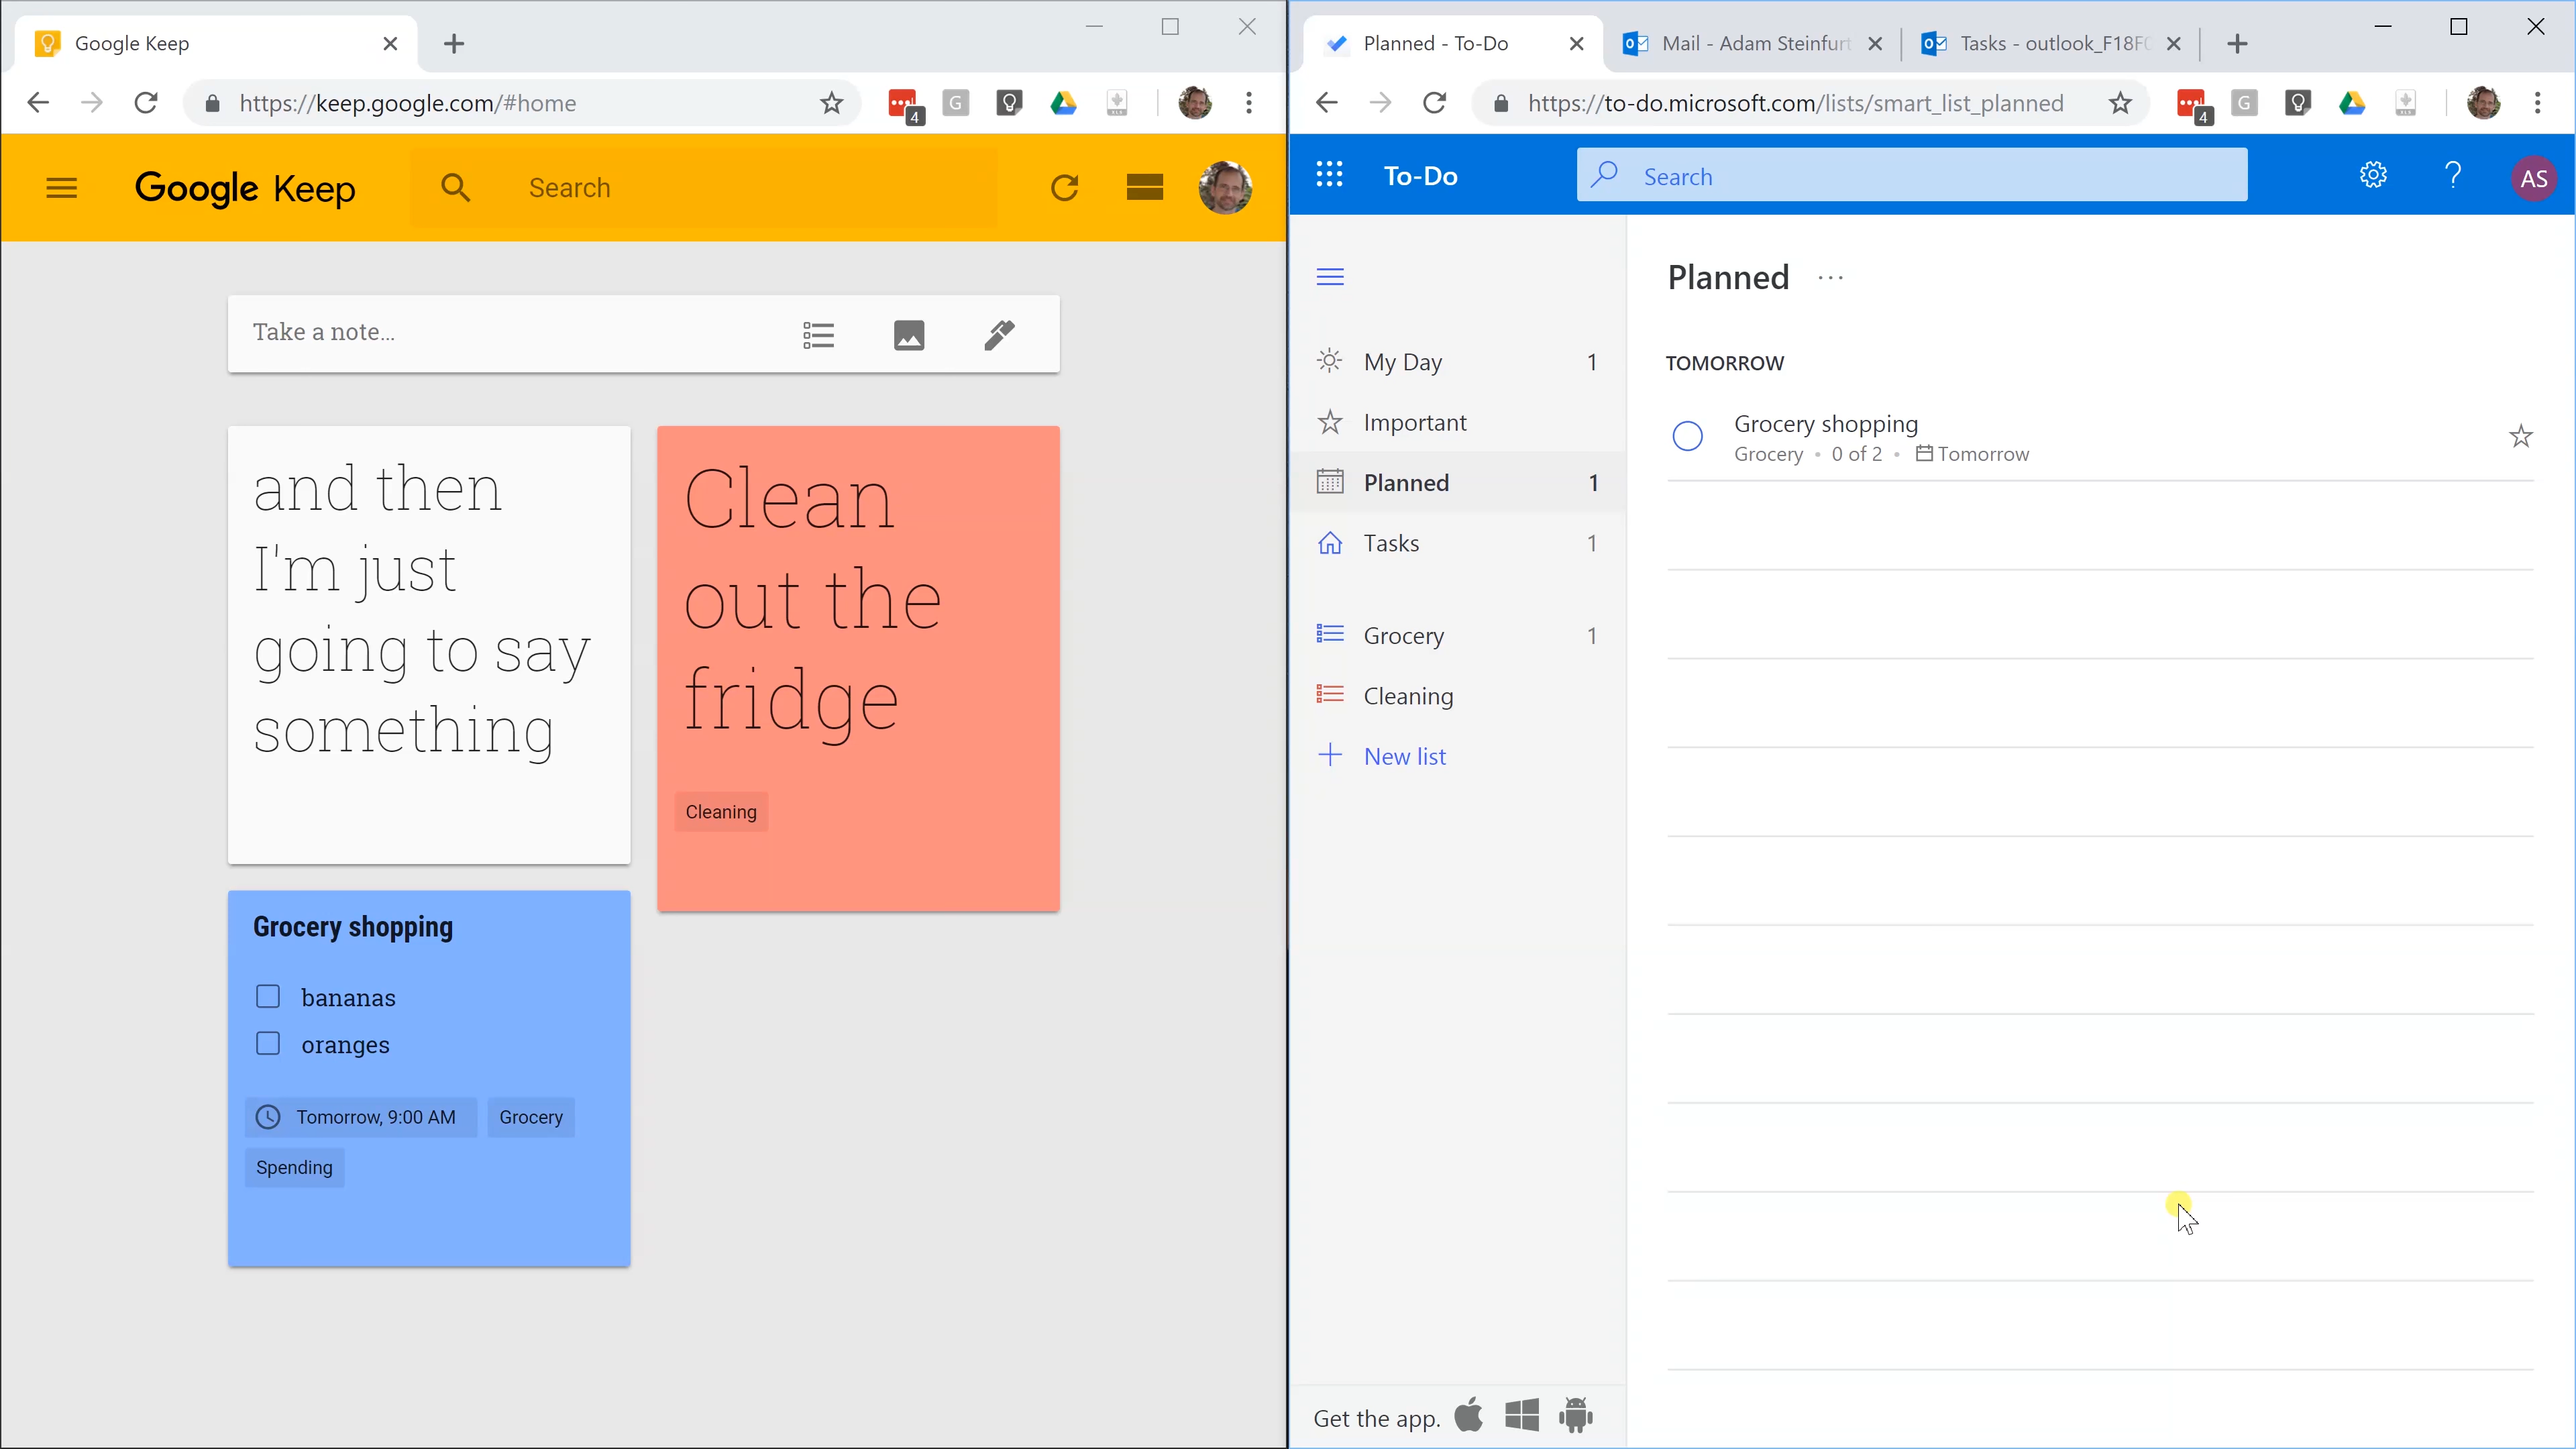 Google Keep
https://keep.google.com/#home
4
G
Google Keep
Search
Take a note...
and then
I'm just
going to say
something
Clean
out the
fridge
Cleaning
Grocery shopping
bananas
oranges
Tomorrow, 9:00 AM
Grocery
Spending
Planned - To-Do
Mail - Adam Steinfurt
Tasks - outlook_F18F
https://to-do.microsoft.com/lists/smart_list_planned
4
G
To-Do
Search
?
AS
My Day 1
Important
Planned 1
Tasks 1
Grocery 1
Cleaning
New list
Get the app.
Planned ...
TOMORROW
Grocery shopping
Grocery • 0 of 2 • Tomorrow